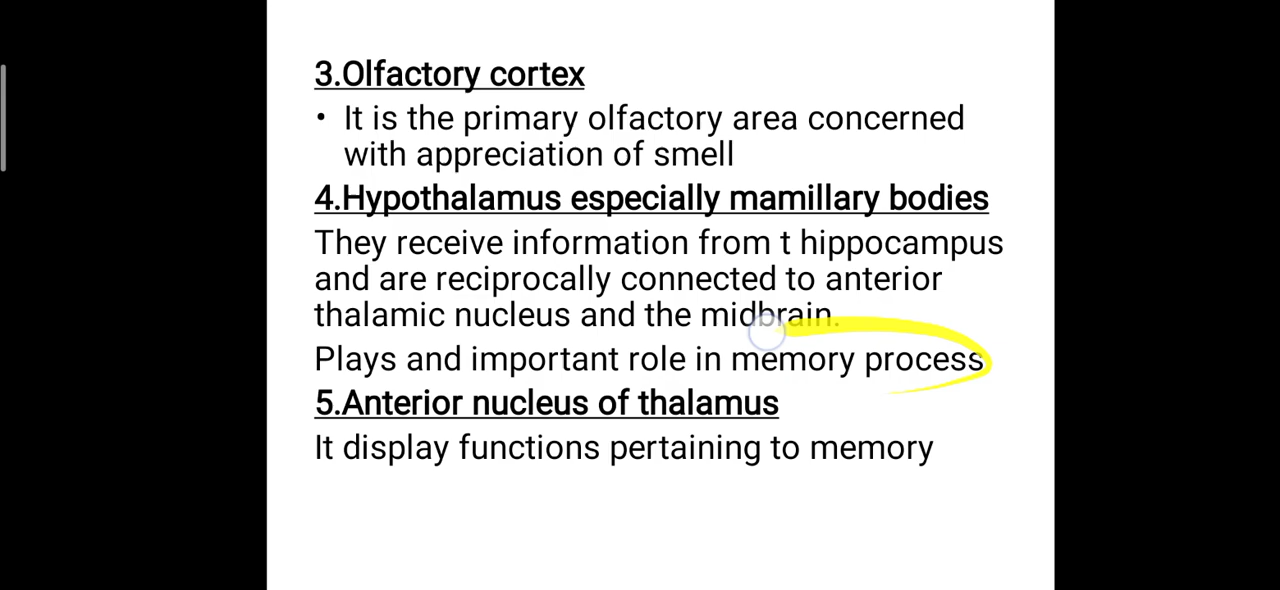 3.Olfactory cortex
• It is the primary olfactory area concerned
with appreciation of smell
4.Hypothalamus especially mamillary bodies
They receive information from t hippocampus
and are reciprocally connected to anterior
thalamic nucleus and the midbrain.
Plays and important role in memory process
5.Anterior nucleus of thalamus
It display functions pertaining to memory